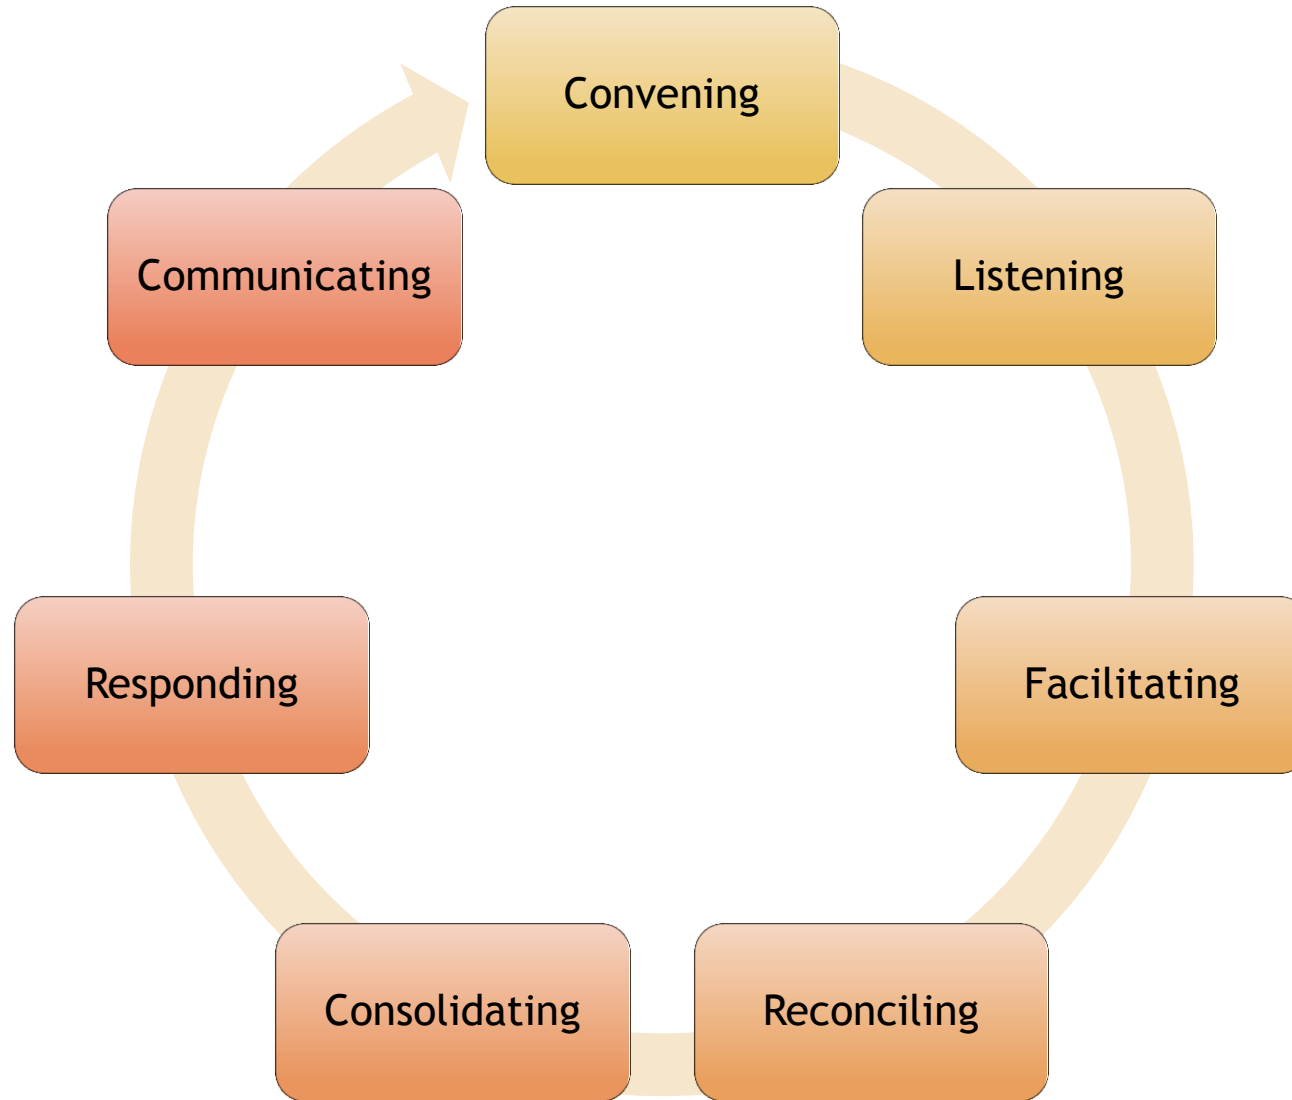 Convening
Listening
Facilitating
Reconciling
Consolidating
Responding
Communicating